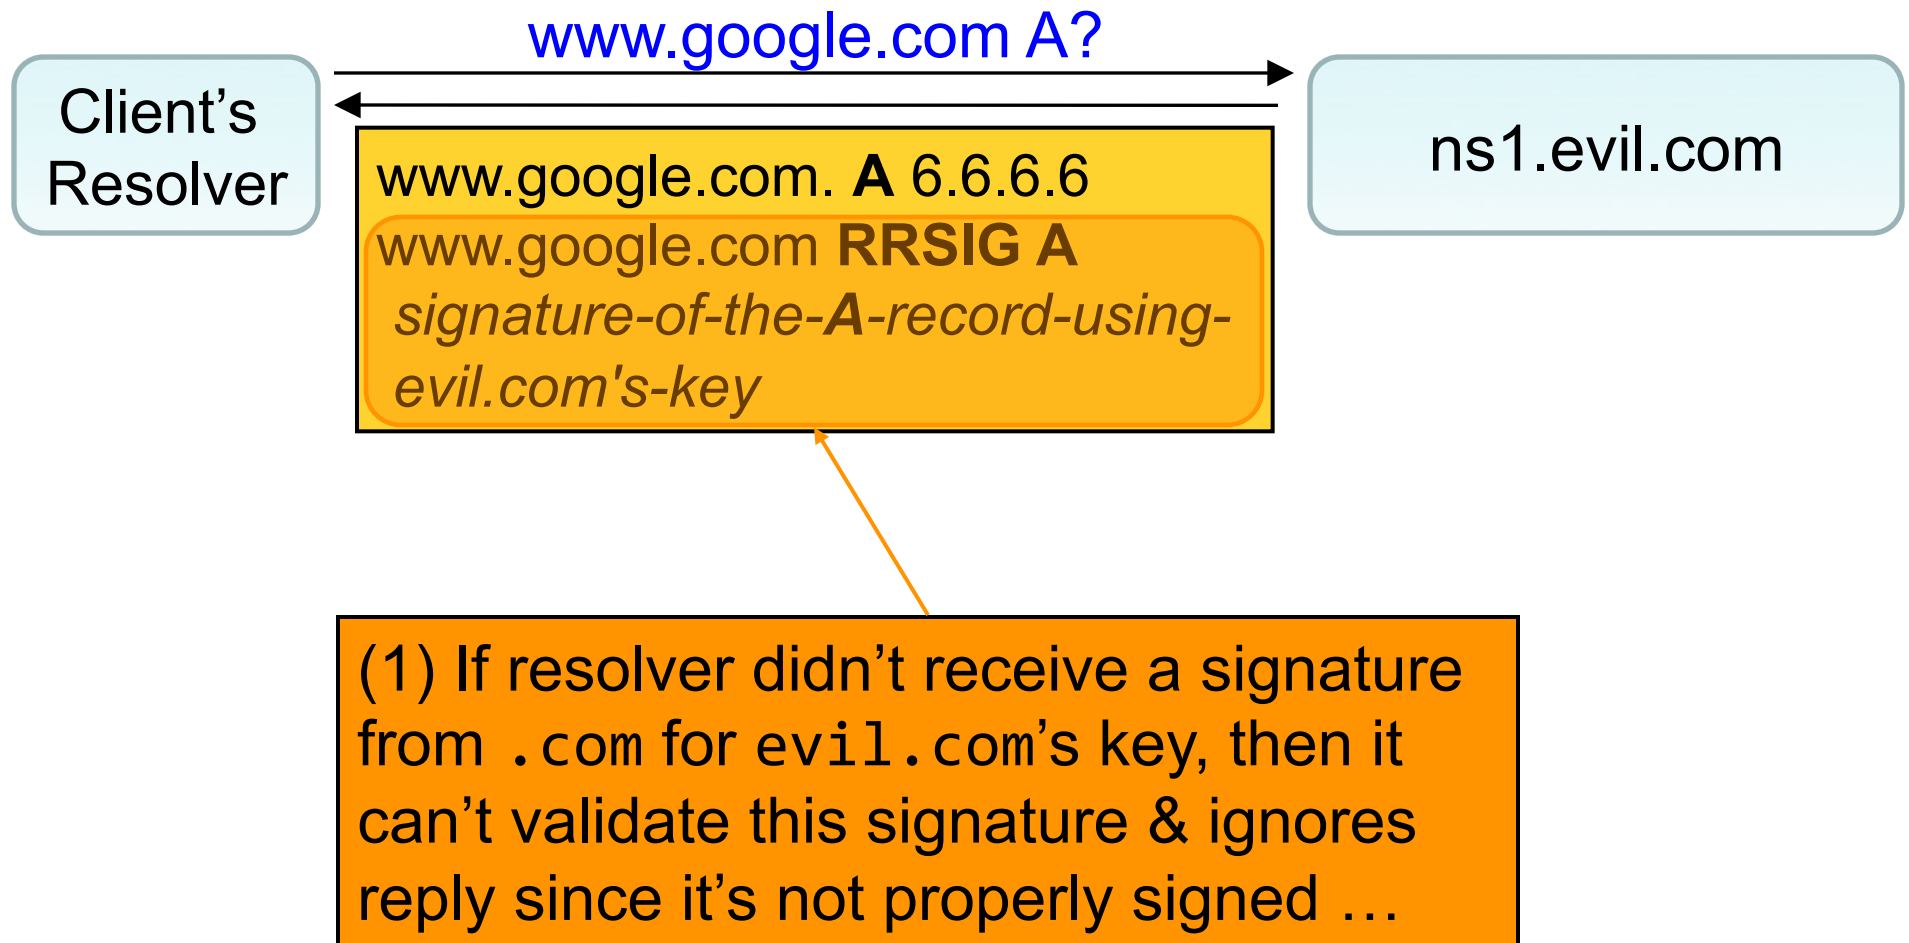 www.google.com A?
Client’s
Resolver
ns1.evil.com
www.google.com. A 6.6.6.6
www.google.com RRSIG A
signature-of-the-A-record-using-
evil.com's-key
(1) If resolver didn’t receive a signature
from .com for evil.com’s key, then it
can’t validate this signature & ignores
reply since it’s not properly signed …